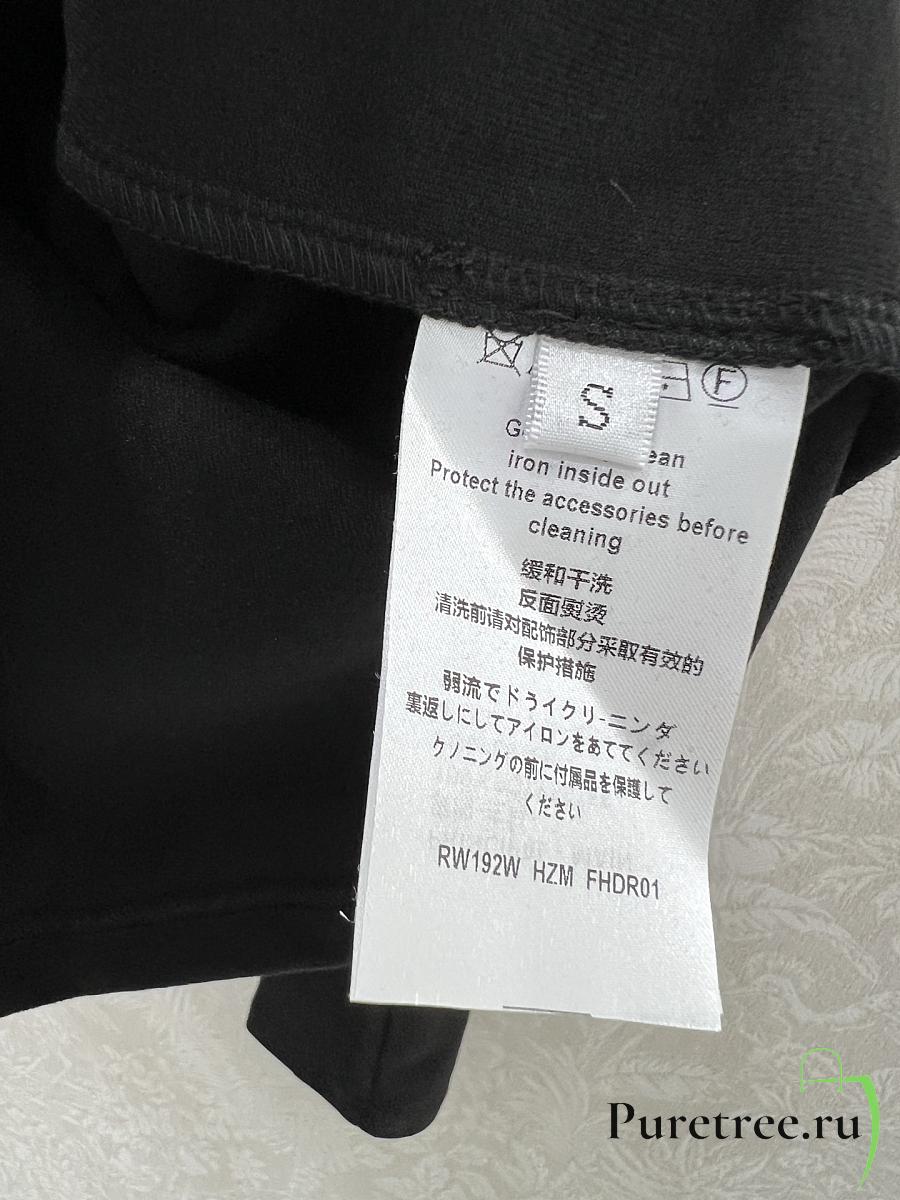 F
S
iron inside out
Protect the accessories before
cleaning
缓和干洗
反面熨烫
清洗前请对配饰部分采取有效的
保护措施
弱流でドうイクリ-ニンダ
裏返しにしてアイロンをあててください
クノニングの前に付属品を保護して
ください
RW192W HZM FHDR01
Puretree.ru